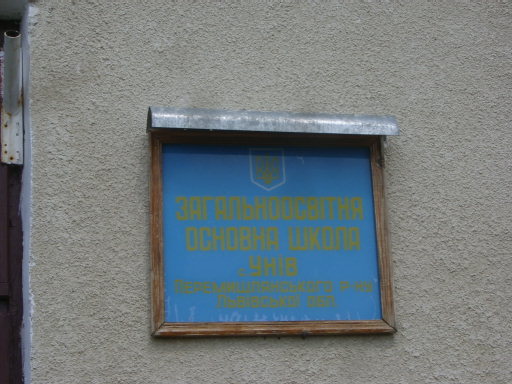 ЗАГАЛЬНООСВІТНЯ
ОСНОВНА ШКОЛА
с. УНІВ
ПЕРЕМИШЛЯНСЬКОГО Р-НУ
ЛЬВІВСЬКОЇ ОБЛ.